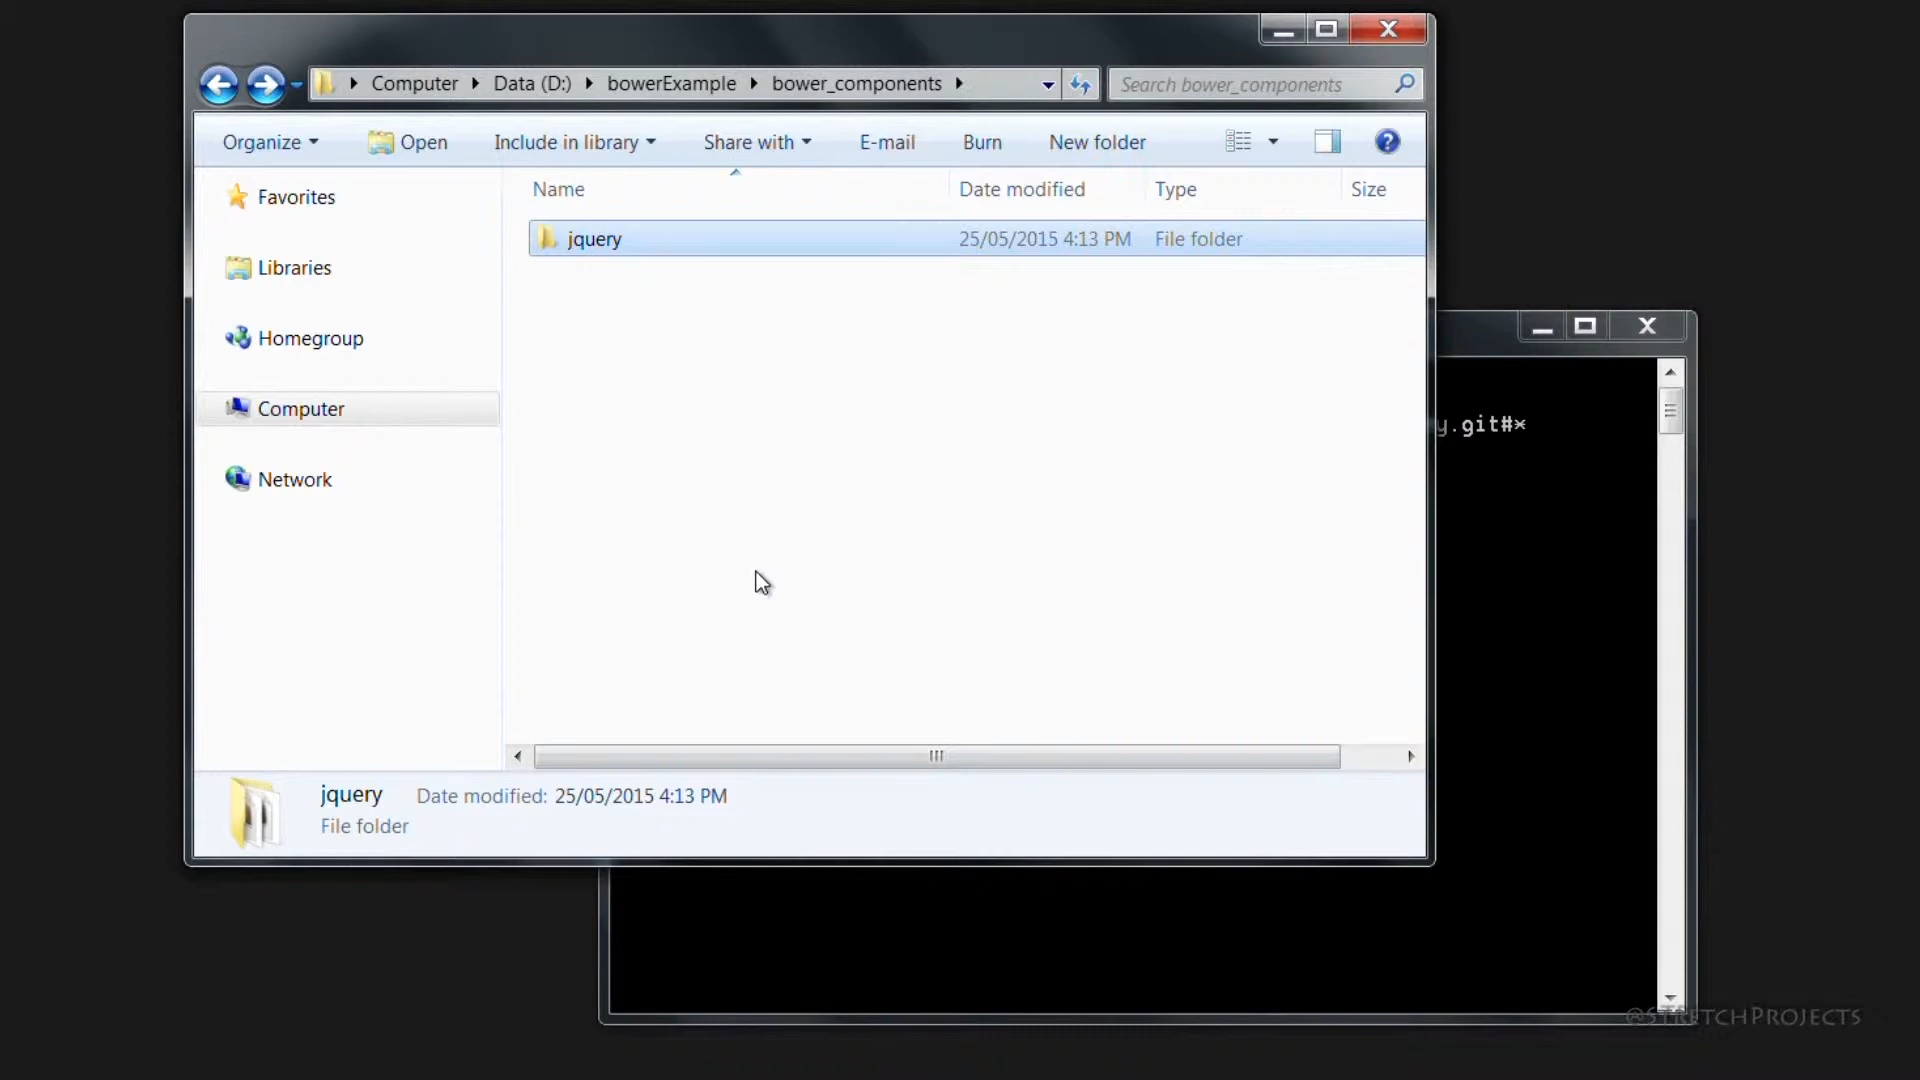 Computer Data (D:) bowerExample bower_components
Search bower_components
Organize Open Include in library Share with E-mail Burn New folder
Favorites
Libraries
Homegroup
Computer
Network
Name Date modified Type Size
jquery 25/05/2015 4:13 PM File folder
y.git#*
jquery Date modified: 25/05/2015 4:13 PM
File folder
@STRETCHPROJECTS